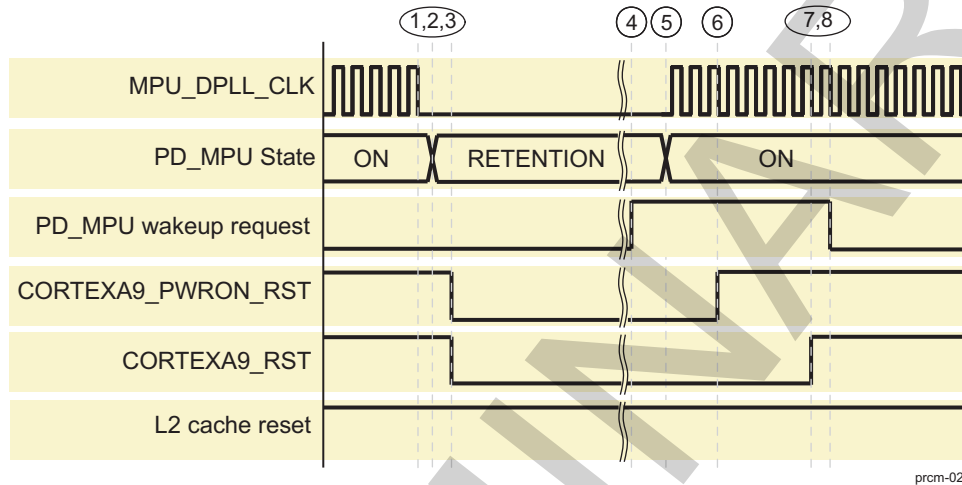 1,2,3 4 5 6 7,8
MPU_DPLL_CLK
PD_MPU State ON RETENTION ON
PD_MPU wakeup request
CORTEXA9_PWRON_RST
CORTEXA9_RST
L2 cache reset
prcm-02